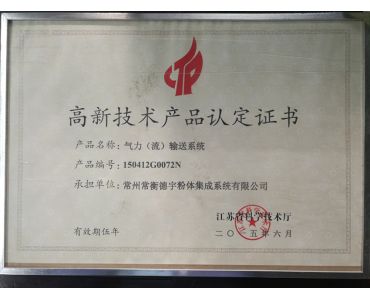 高新技术产品认定证书
产品名称：气力（流）输送系统
产品编号：150412G0072N
承担单位：常州常衡德宇粉体集成系统有限公司
江苏省科学技术厅
有效期伍年
二〇一五年六月